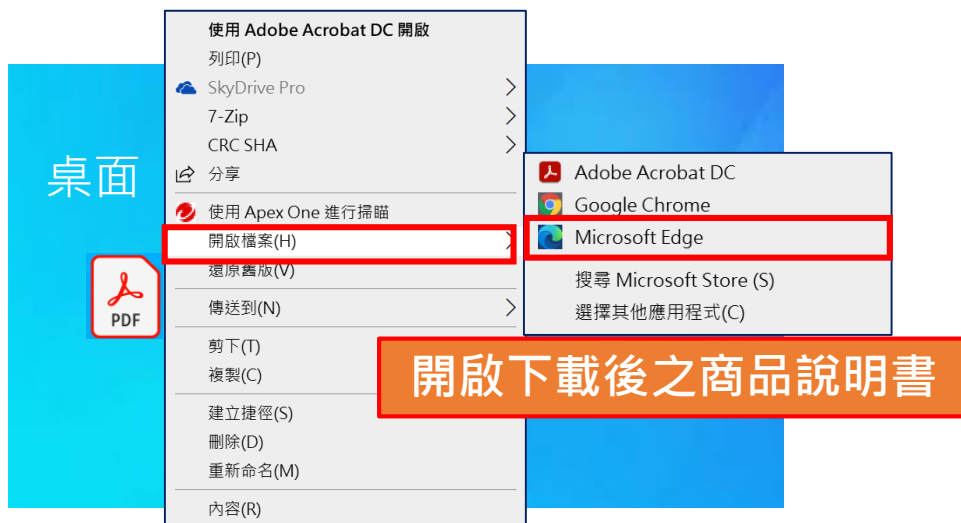 使用 Adobe Acrobat DC 開啟
列印(P)
SkyDrive Pro
7-Zip
CRC SHA
分享
使用 Apex One 進行掃瞄
開啟檔案(H)
還原舊版(V)
傳送到(N)
剪下(T)
複製(C)
建立捷徑(S)
刪除(D)
重新命名(M)
內容(R)
桌面
PDF
Adobe Acrobat DC
Google Chrome
Microsoft Edge
搜尋 Microsoft Store (S)
選擇其他應用程式(C)
開啟下載後之商品說明書